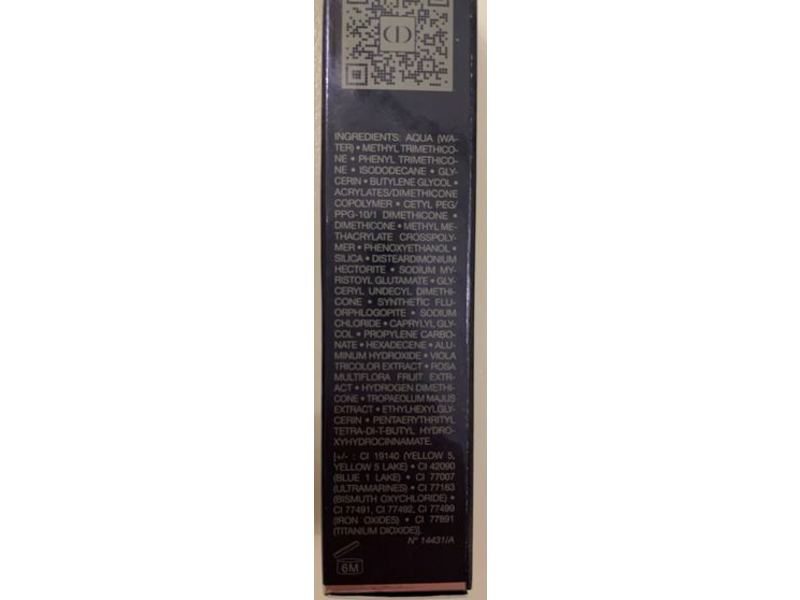 CD
INGREDIENTS: AQUA (WA-
TER) • METHYL TRIMETHICO-
NE • PHENYL TRIMETHICO-
NE • ISODODECANE • GLY-
CERIN • BUTYLENE GLYCOL •
ACRYLATES/DIMETHICONE
COPOLYMER • CETYL PEG/
PPG-10/1 DIMETHICONE •
DIMETHICONE • METHYL ME-
THACRYLATE CROSSPOLY-
MER • PHENOXYETHANOL •
SILICA • DISTEARDIMONIUM
HECTORITE • SODIUM MY-
RISTOYL GLUTAMATE • GLY-
CERYL UNDECYL DIMETHI-
CONE • SYNTHETIC FLU-
ORPHLOGOPITE • SODIUM
CHLORIDE • CAPRYLYL GLY-
COL • PROPYLENE CARBO-
NATE • HEXADECENE • ALU-
MINUM HYDROXIDE • VIOLA
TRICOLOR EXTRACT • ROSA
MULTIFLORA FRUIT EXTR-
ACT • HYDROGEN DIMETHI-
CONE • TROPAEOLUM MAJUS
EXTRACT • ETHYLHEXYLGLY-
CERIN • PENTAERYTHRITYL
TETRA-DI-T-BUTYL HYDRO-
XYHYDROCINNAMATE.
[+/- : CI 19140 (YELLOW 5,
YELLOW 5 LAKE) • CI 42090
(BLUE 1 LAKE) • CI 77007
(ULTRAMARINES) • CI 77163
(BISMUTH OXYCHLORIDE) •
CI 77491, CI 77492, CI 77499
(IRON OXIDES) • CI 77891
(TITANIUM DIOXIDE)].
N° 14431/A
6M